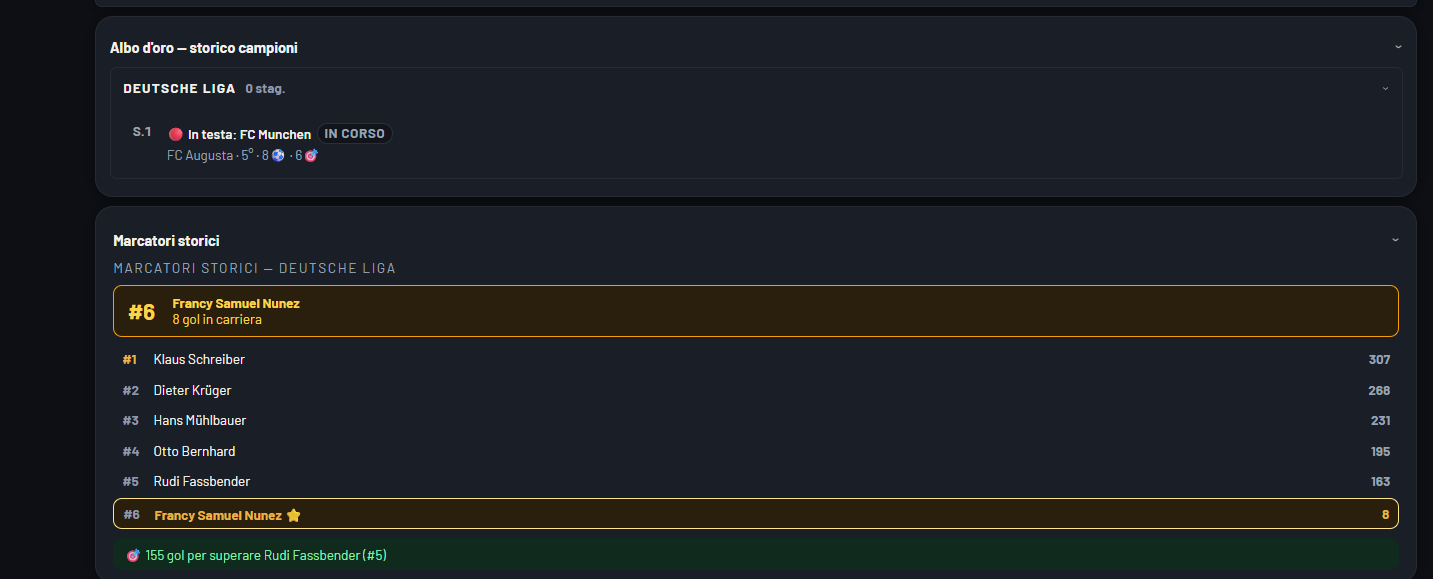 Albo d'oro — storico campioni
DEUTSCHE LIGA 0 stag.
S.1 In testa: FC Munchen IN CORSO
FC Augusta · 5° · 8 · 6
Marcatori storici
MARCATORI STORICI — DEUTSCHE LIGA
#6 Francy Samuel Nunez
8 gol in carriera
#1 Klaus Schreiber 307
#2 Dieter Krüger 268
#3 Hans Mühlbauer 231
#4 Otto Bernhard 195
#5 Rudi Fassbender 163
#6 Francy Samuel Nunez 8
155 gol per superare Rudi Fassbender (#5)